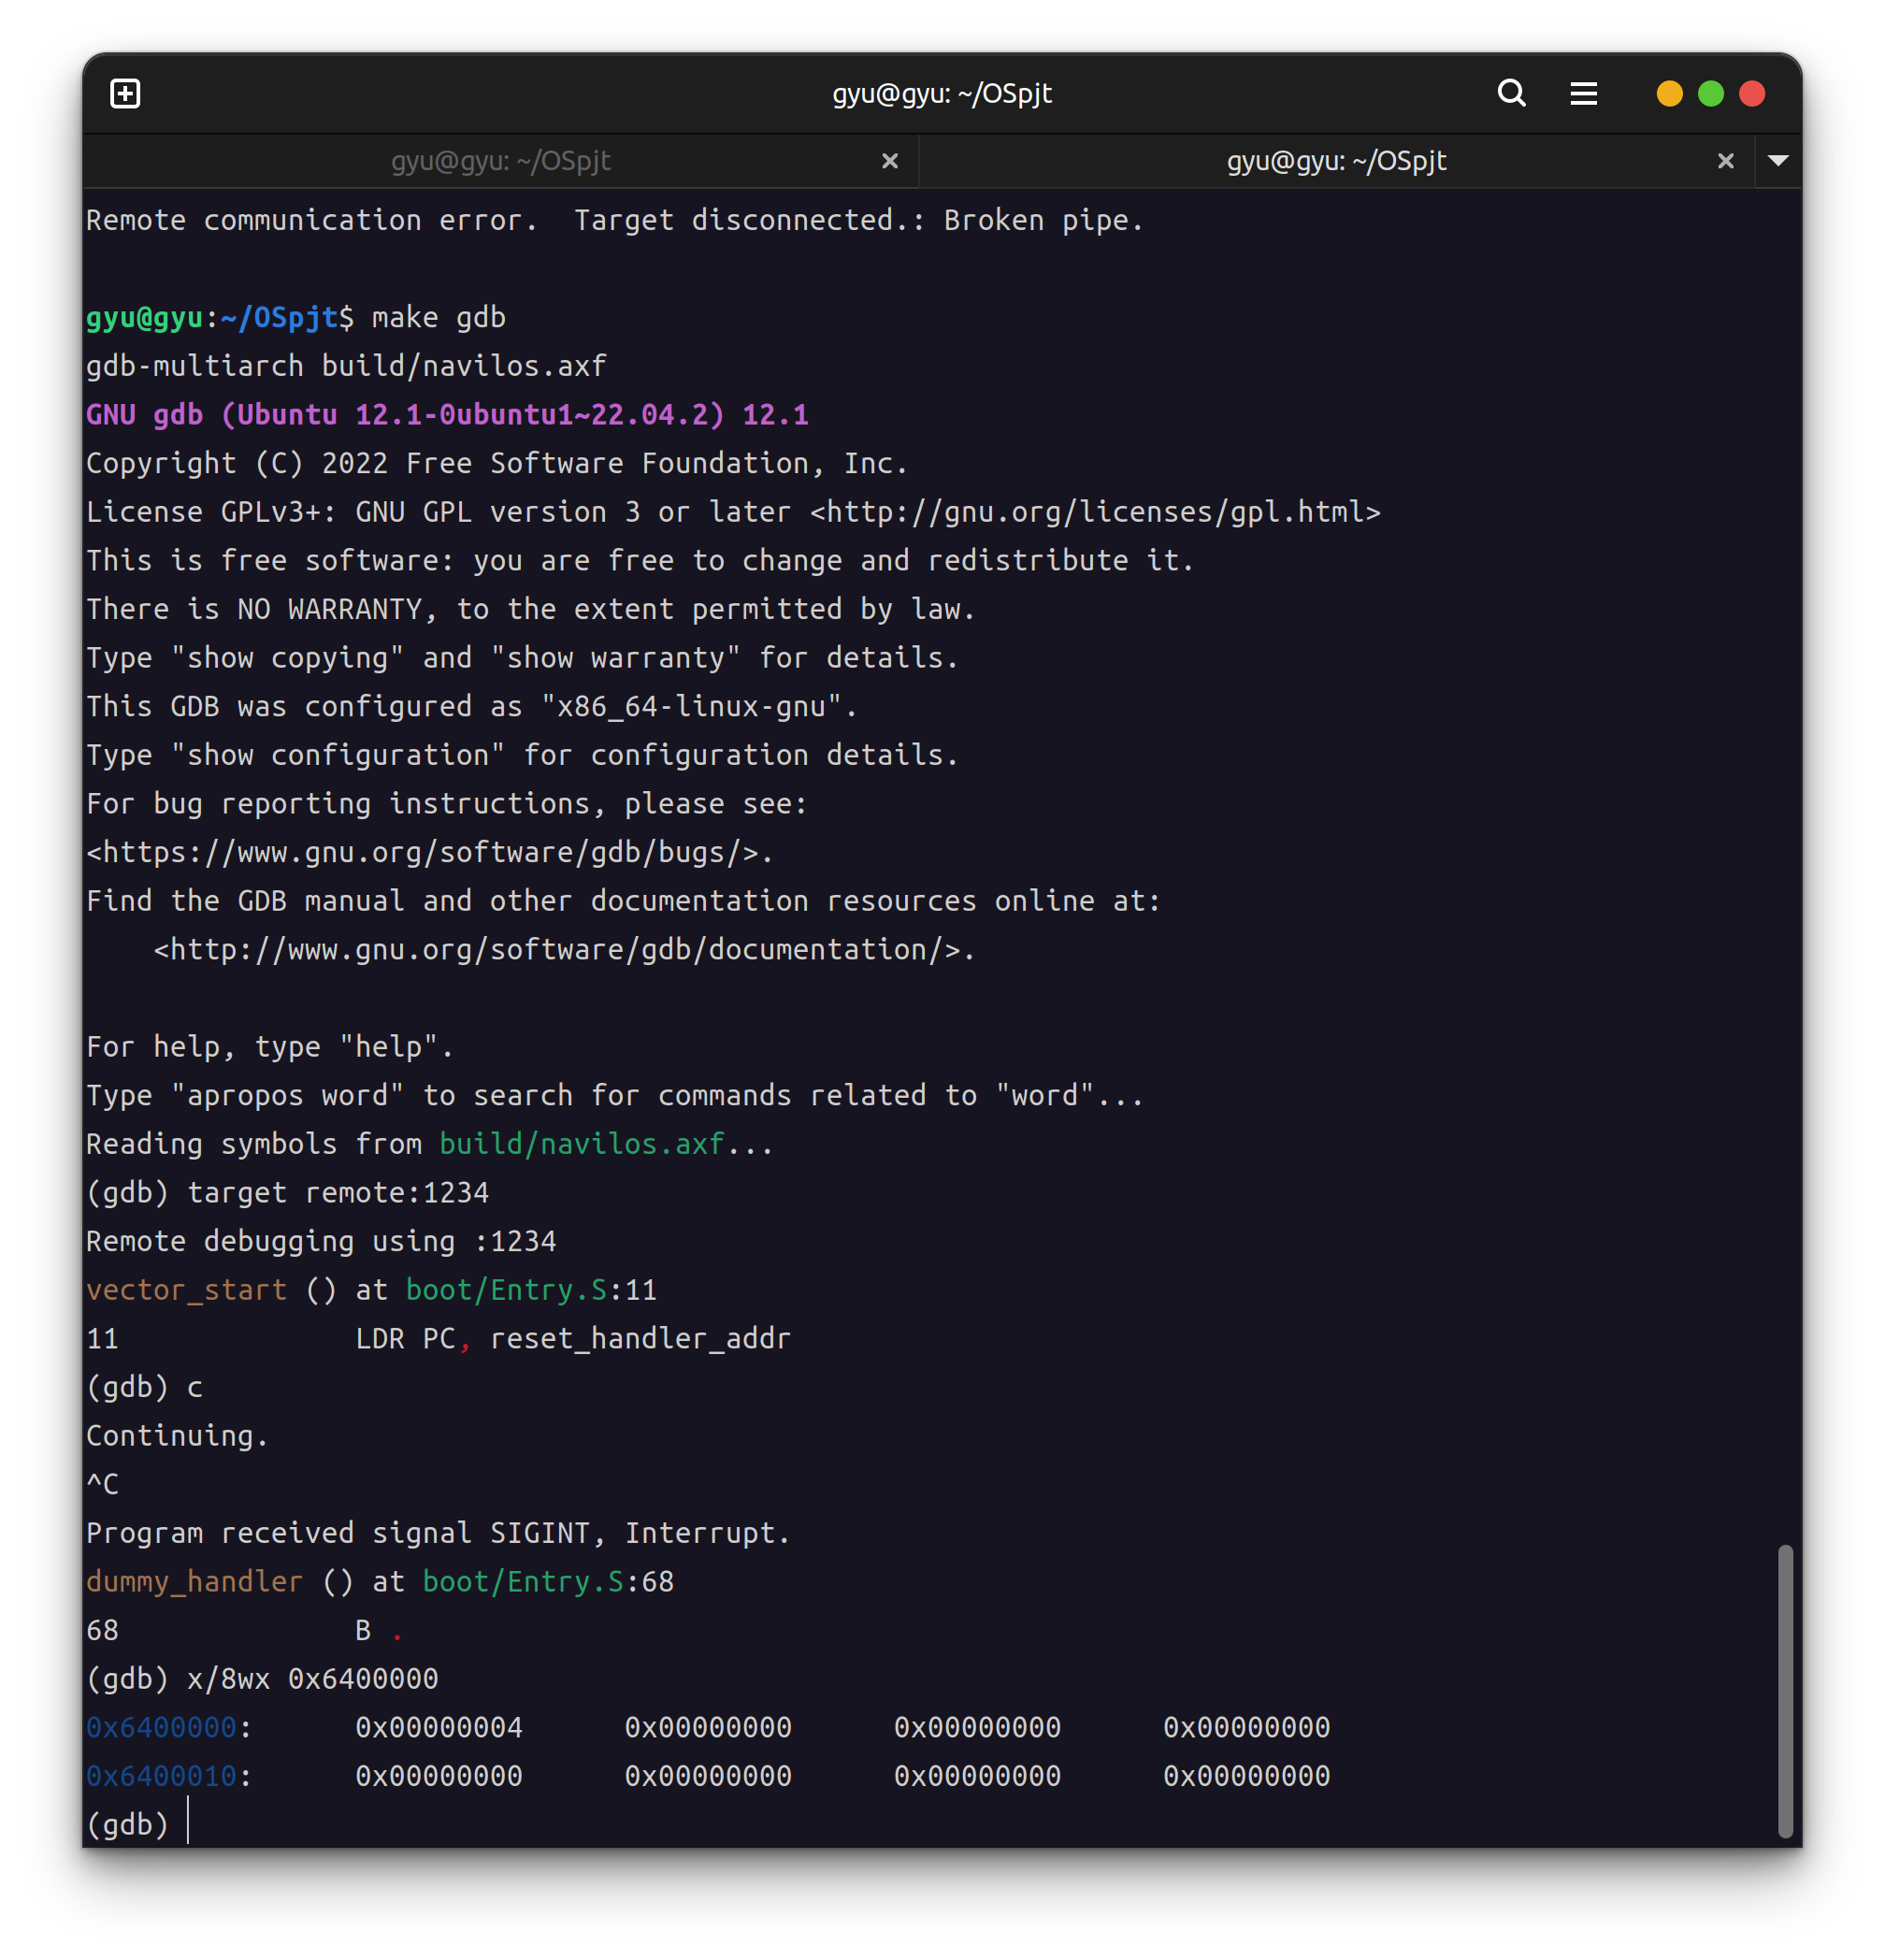 gyu@gyu: ~/OSpjt
gyu@gyu: ~/OSpjt
gyu@gyu: ~/OSpjt
Remote communication error.  Target disconnected.: Broken pipe.
gyu@gyu:~/OSpjt$ make gdb
gdb-multiarch build/navilos.axf
GNU gdb (Ubuntu 12.1-0ubuntu1~22.04.2) 12.1
Copyright (C) 2022 Free Software Foundation, Inc.
License GPLv3+: GNU GPL version 3 or later <http://gnu.org/licenses/gpl.html>
This is free software: you are free to change and redistribute it.
There is NO WARRANTY, to the extent permitted by law.
Type "show copying" and "show warranty" for details.
This GDB was configured as "x86_64-linux-gnu".
Type "show configuration" for configuration details.
For bug reporting instructions, please see:
<https://www.gnu.org/software/gdb/bugs/>.
Find the GDB manual and other documentation resources online at:
    <http://www.gnu.org/software/gdb/documentation/>.
For help, type "help".
Type "apropos word" to search for commands related to "word"...
Reading symbols from build/navilos.axf...
(gdb) target remote:1234
Remote debugging using :1234
vector_start () at boot/Entry.S:11
11              LDR PC, reset_handler_addr
(gdb) c
Continuing.
^C
Program received signal SIGINT, Interrupt.
dummy_handler () at boot/Entry.S:68
68              B .
(gdb) x/8wx 0x6400000
0x6400000:      0x00000004      0x00000000      0x00000000      0x00000000
0x6400010:      0x00000000      0x00000000      0x00000000      0x00000000
(gdb)